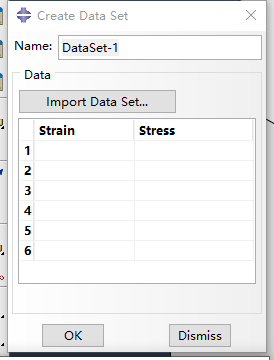 Create Data Set
Name: DataSet-1
Data
Import Data Set...
Strain Stress
1
2
3
4
5
6
OK Dismiss